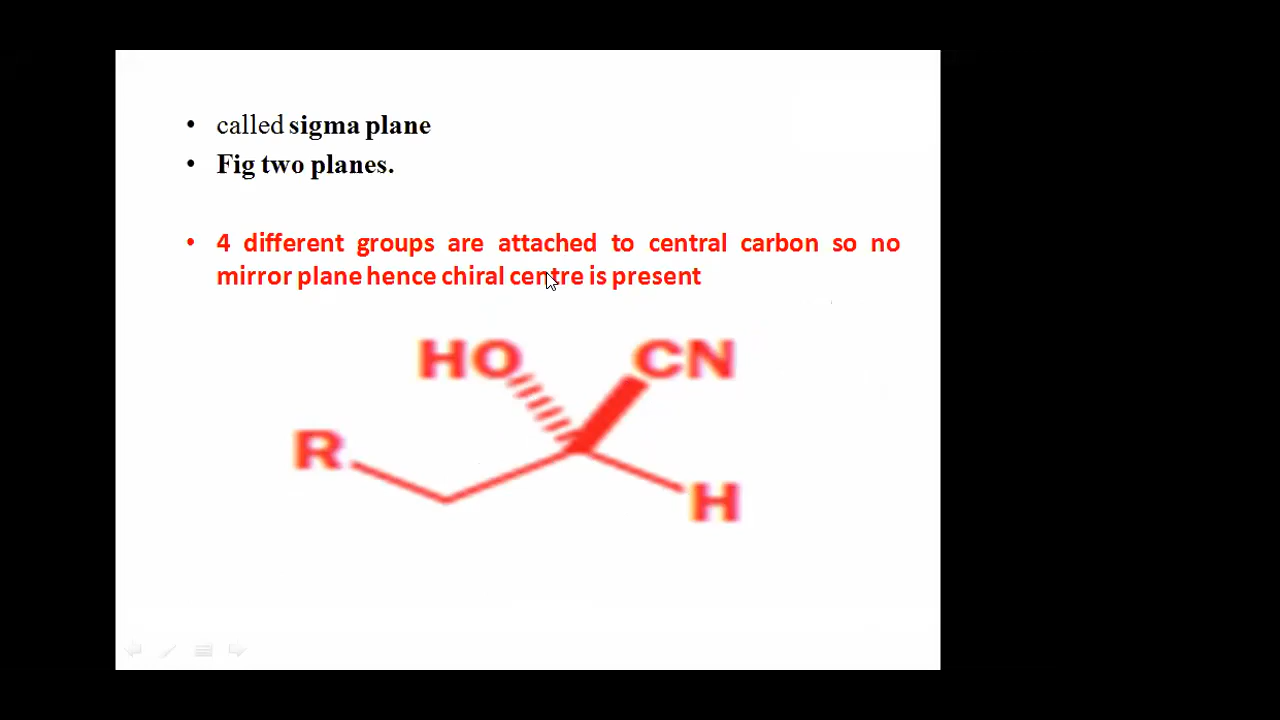 • called sigma plane
• Fig two planes.
• 4 different groups are attached to central carbon so no
mirror plane hence chiral centre is present
HO CN
R
H